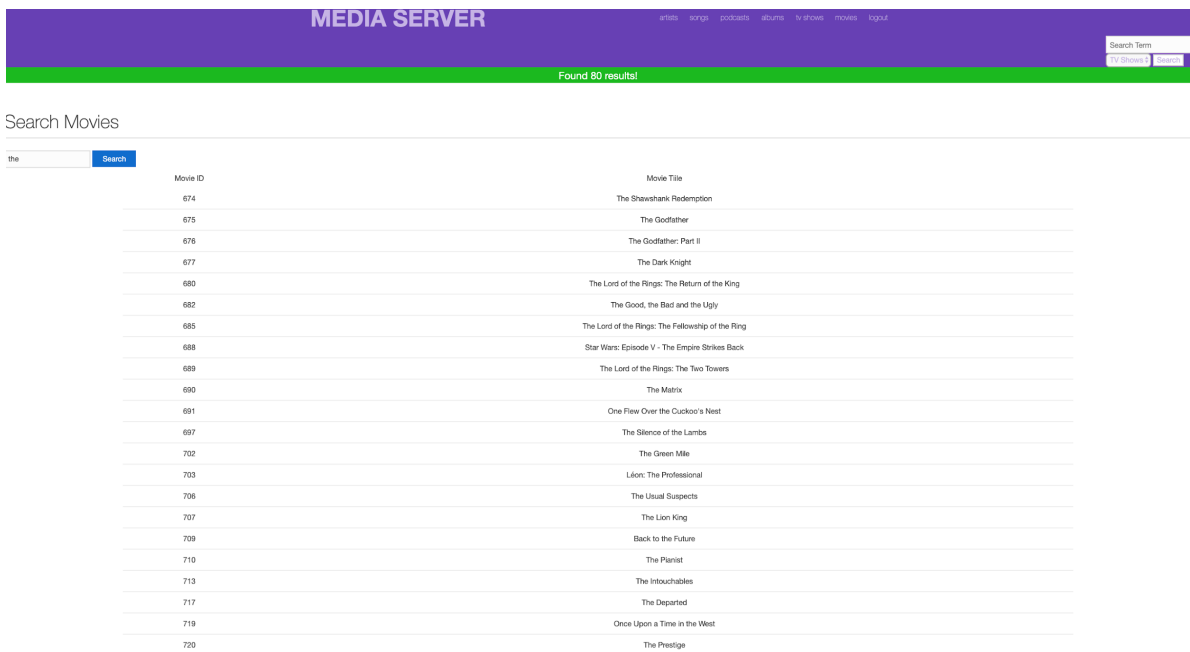 MEDIA SERVER
artists songs podcasts albums tv shows movies logout
Search Term
TV Shows Search
Found 80 results!
Search Movies
the Search
Movie ID Movie Tiile
674 The Shawshank Redemption
675 The Godfather
676 The Godfather: Part II
677 The Dark Knight
680 The Lord of the Rings: The Return of the King
682 The Good, the Bad and the Ugly
685 The Lord of the Rings: The Fellowship of the Ring
688 Star Wars: Episode V - The Empire Strikes Back
689 The Lord of the Rings: The Two Towers
690 The Matrix
691 One Flew Over the Cuckoo's Nest
697 The Silence of the Lambs
702 The Green Mile
703 Léon: The Professional
706 The Usual Suspects
707 The Lion King
709 Back to the Future
710 The Pianist
713 The Intouchables
717 The Departed
719 Once Upon a Time in the West
720 The Prestige